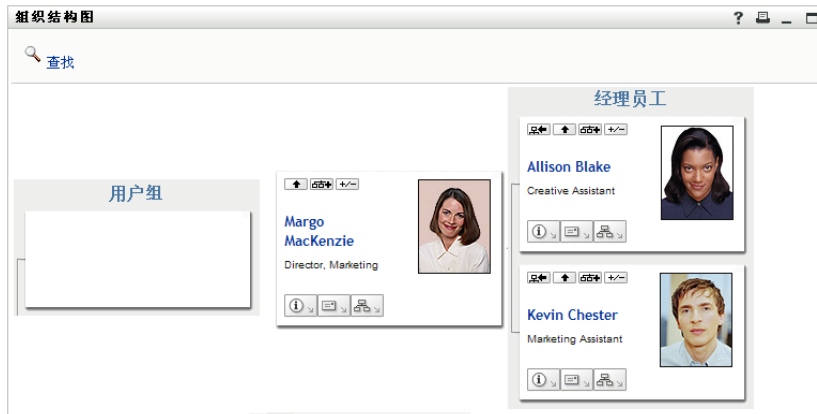 组织结构图
查找
用户组
Margo
MacKenzie
Director, Marketing
经理员工
Allison Blake
Creative Assistant
Kevin Chester
Marketing Assistant